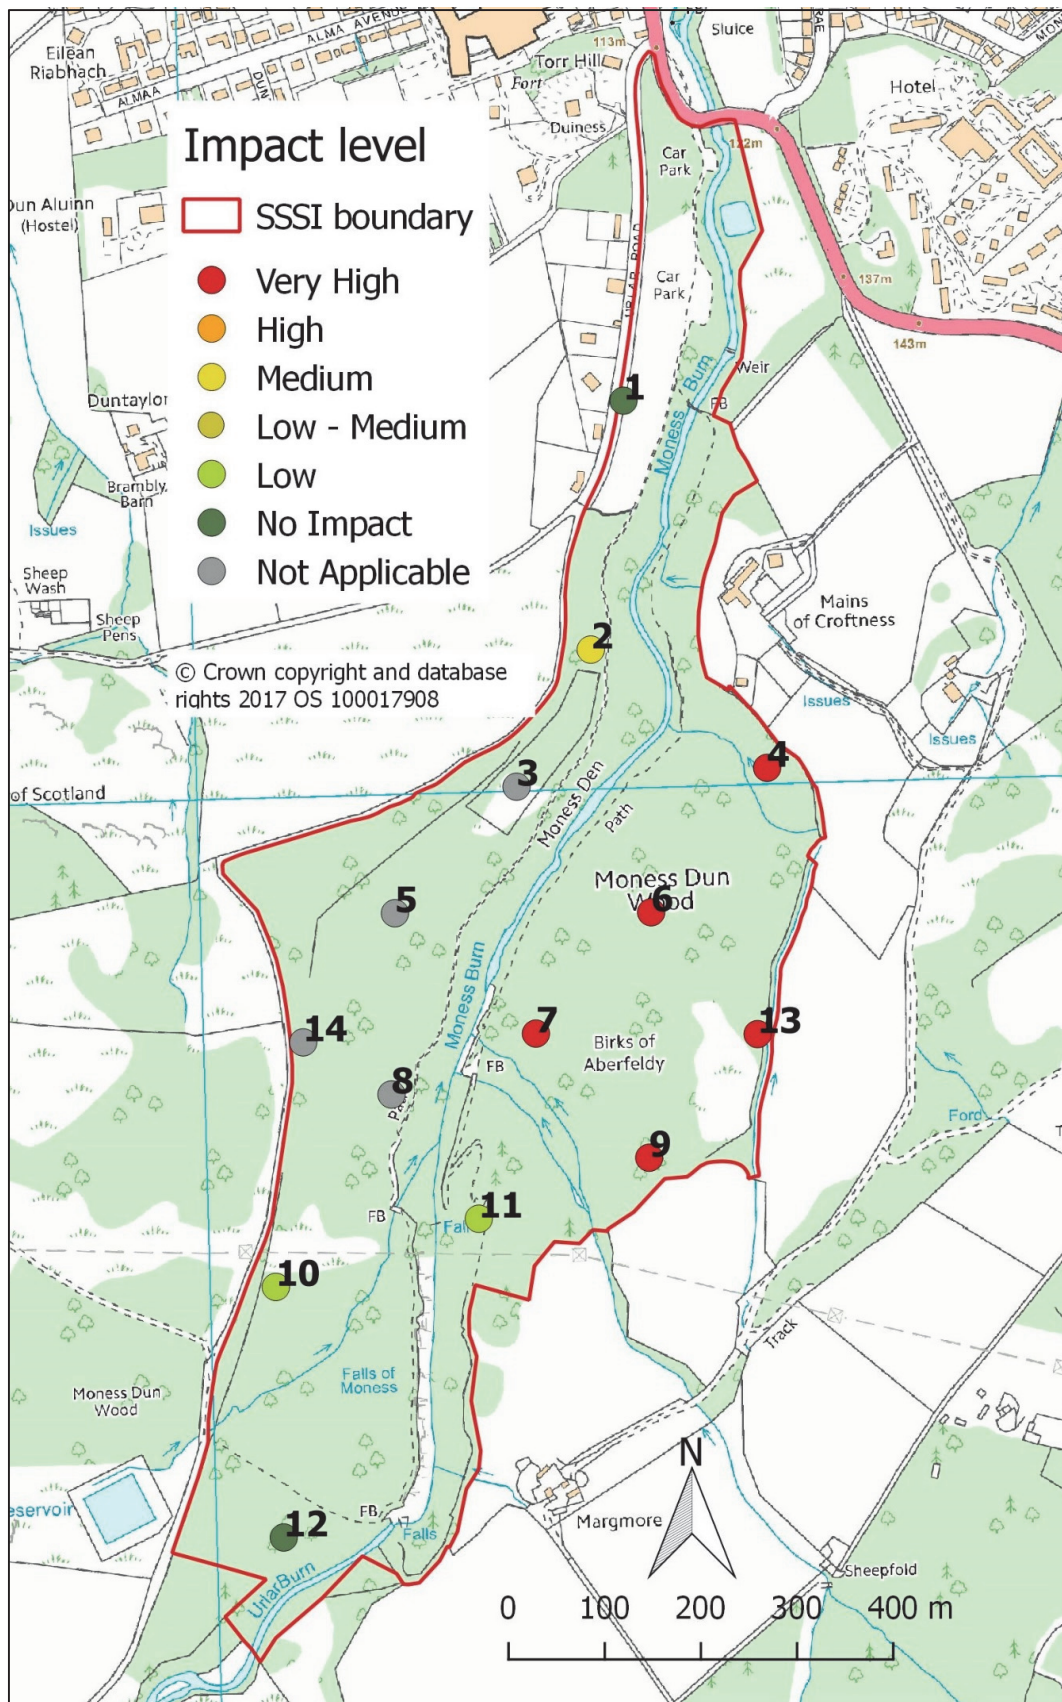 113m
Sluice
Eilean
Riabhach
ALMA AVENUE
Torr Hill
Fort
Hotel
ALMA
Duiness
122m
Impact level
Car
Park
SSSI boundary
Dun Aluinn
(Hostel)
Very High
URLAR ROAD
Car
Park
137m
High
143m
Medium
Weir
Moness Burn
1
FB
Duntaylor
Low - Medium
Low
Brambly
Barn
Issues
No Impact
Not Applicable
Sheep
Wash
Sheep
Pens
Mains
of Croftness
2
© Crown copyright and database
rights 2017 OS 100017908
Issues
Issues
4
3
of Scotland
Moness Den
Path
Moness Dun
Wood
5
6
Moness Burn
14
7
13
Birks of
Aberfeldy
FB
8
Ford
9
FB
11
10
Track
Falls of
Moness
Moness Dun
Wood
N
FB
12
Falls
Margmore
Urlar Burn
Sheepfold
0 100 200 300 400 m